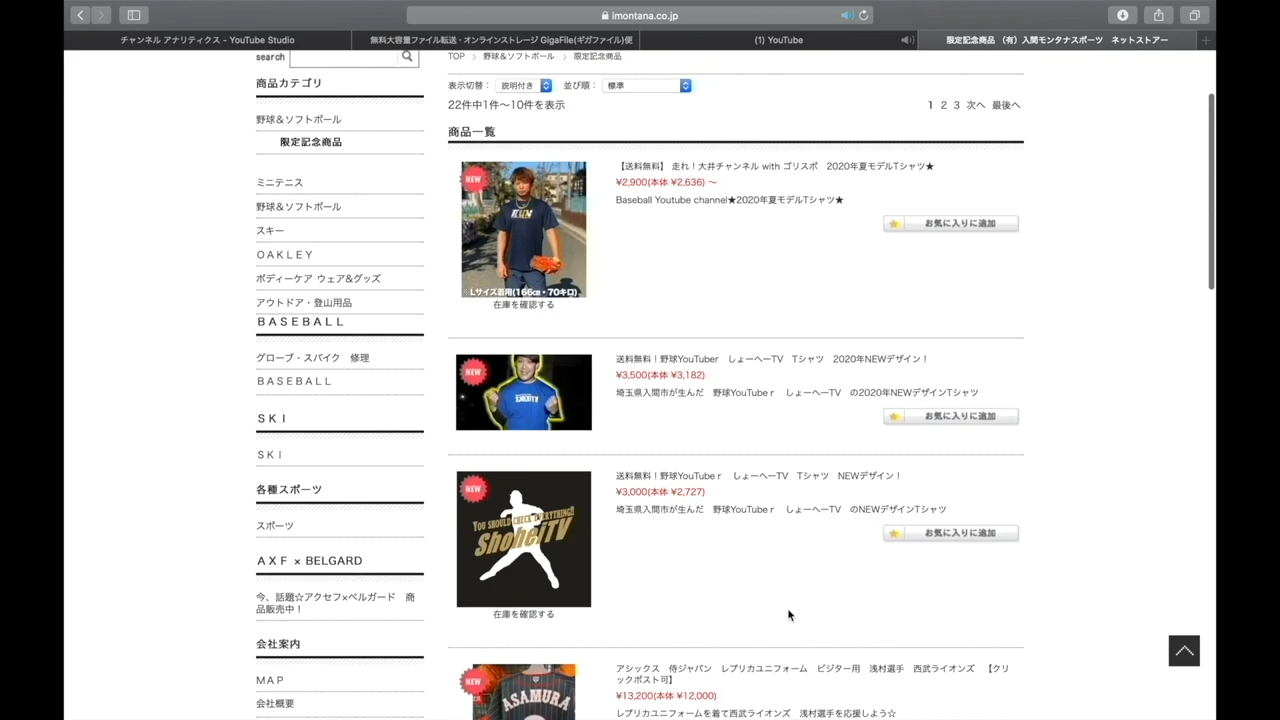 imontana.co.jp
チャンネル アナリティクス - YouTube Studio
無料大容量ファイル転送・オンラインストレージ GigaFile(ギガファイル)便
(1) YouTube
限定記念商品 （有）入間モンタナスポーツ ネットストアー
search
TOP > 野球＆ソフトボール > 限定記念商品
商品カテゴリ
野球＆ソフトボール
限定記念商品
ミニテニス
野球＆ソフトボール
スキー
ＯＡＫＬＥＹ
ボディーケア ウェア&グッズ
アウトドア・登山用品
ＢＡＳＥＢＡＬＬ
グローブ・スパイク 修理
ＢＡＳＥＢＡＬＬ
ＳＫＩ
ＳＫＩ
各種スポーツ
スポーツ
ＡＸＦ × BELGARD
今、話題☆アクセフ×ベルガード 商
品販売中！
会社案内
ＭＡＰ
会社概要
表示切替： 説明付き 並び順： 標準
22件中1件〜10件を表示
1 2 3 次へ 最後へ
商品一覧
NEW
RUN
※Lサイズ着用(166㎝・70キロ)
在庫を確認する
【送料無料】 走れ！大井チャンネル with ゴリスポ 2020年夏モデルTシャツ★
¥2,900(本体 ¥2,636) 〜
Baseball Youtube channel★2020年夏モデルTシャツ★
お気に入りに追加
NEW
SHOHEITV
送料無料！野球YouTuber しょーへーTV Tシャツ 2020年NEWデザイン！
¥3,500(本体 ¥3,182)
埼玉県入間市が生んだ 野球YouTubeｒ しょーへーTV の2020年NEWデザインTシャツ
お気に入りに追加
NEW
YOU SHOULD CHECK EVERYTHING!!
ShoheiTV
在庫を確認する
送料無料！野球YouTubeｒ しょーへーTV Tシャツ NEWデザイン！
¥3,000(本体 ¥2,727)
埼玉県入間市が生んだ 野球YouTubeｒ しょーへーTV のNEWデザインTシャツ
お気に入りに追加
NEW
ASAMURA
アシックス 侍ジャパン レプリカユニフォーム ビジター用 浅村選手 西武ライオンズ 【クリ
ックポスト可】
¥13,200(本体 ¥12,000)
レプリカユニフォームを着て西武ライオンズ 浅村選手を応援しよう☆